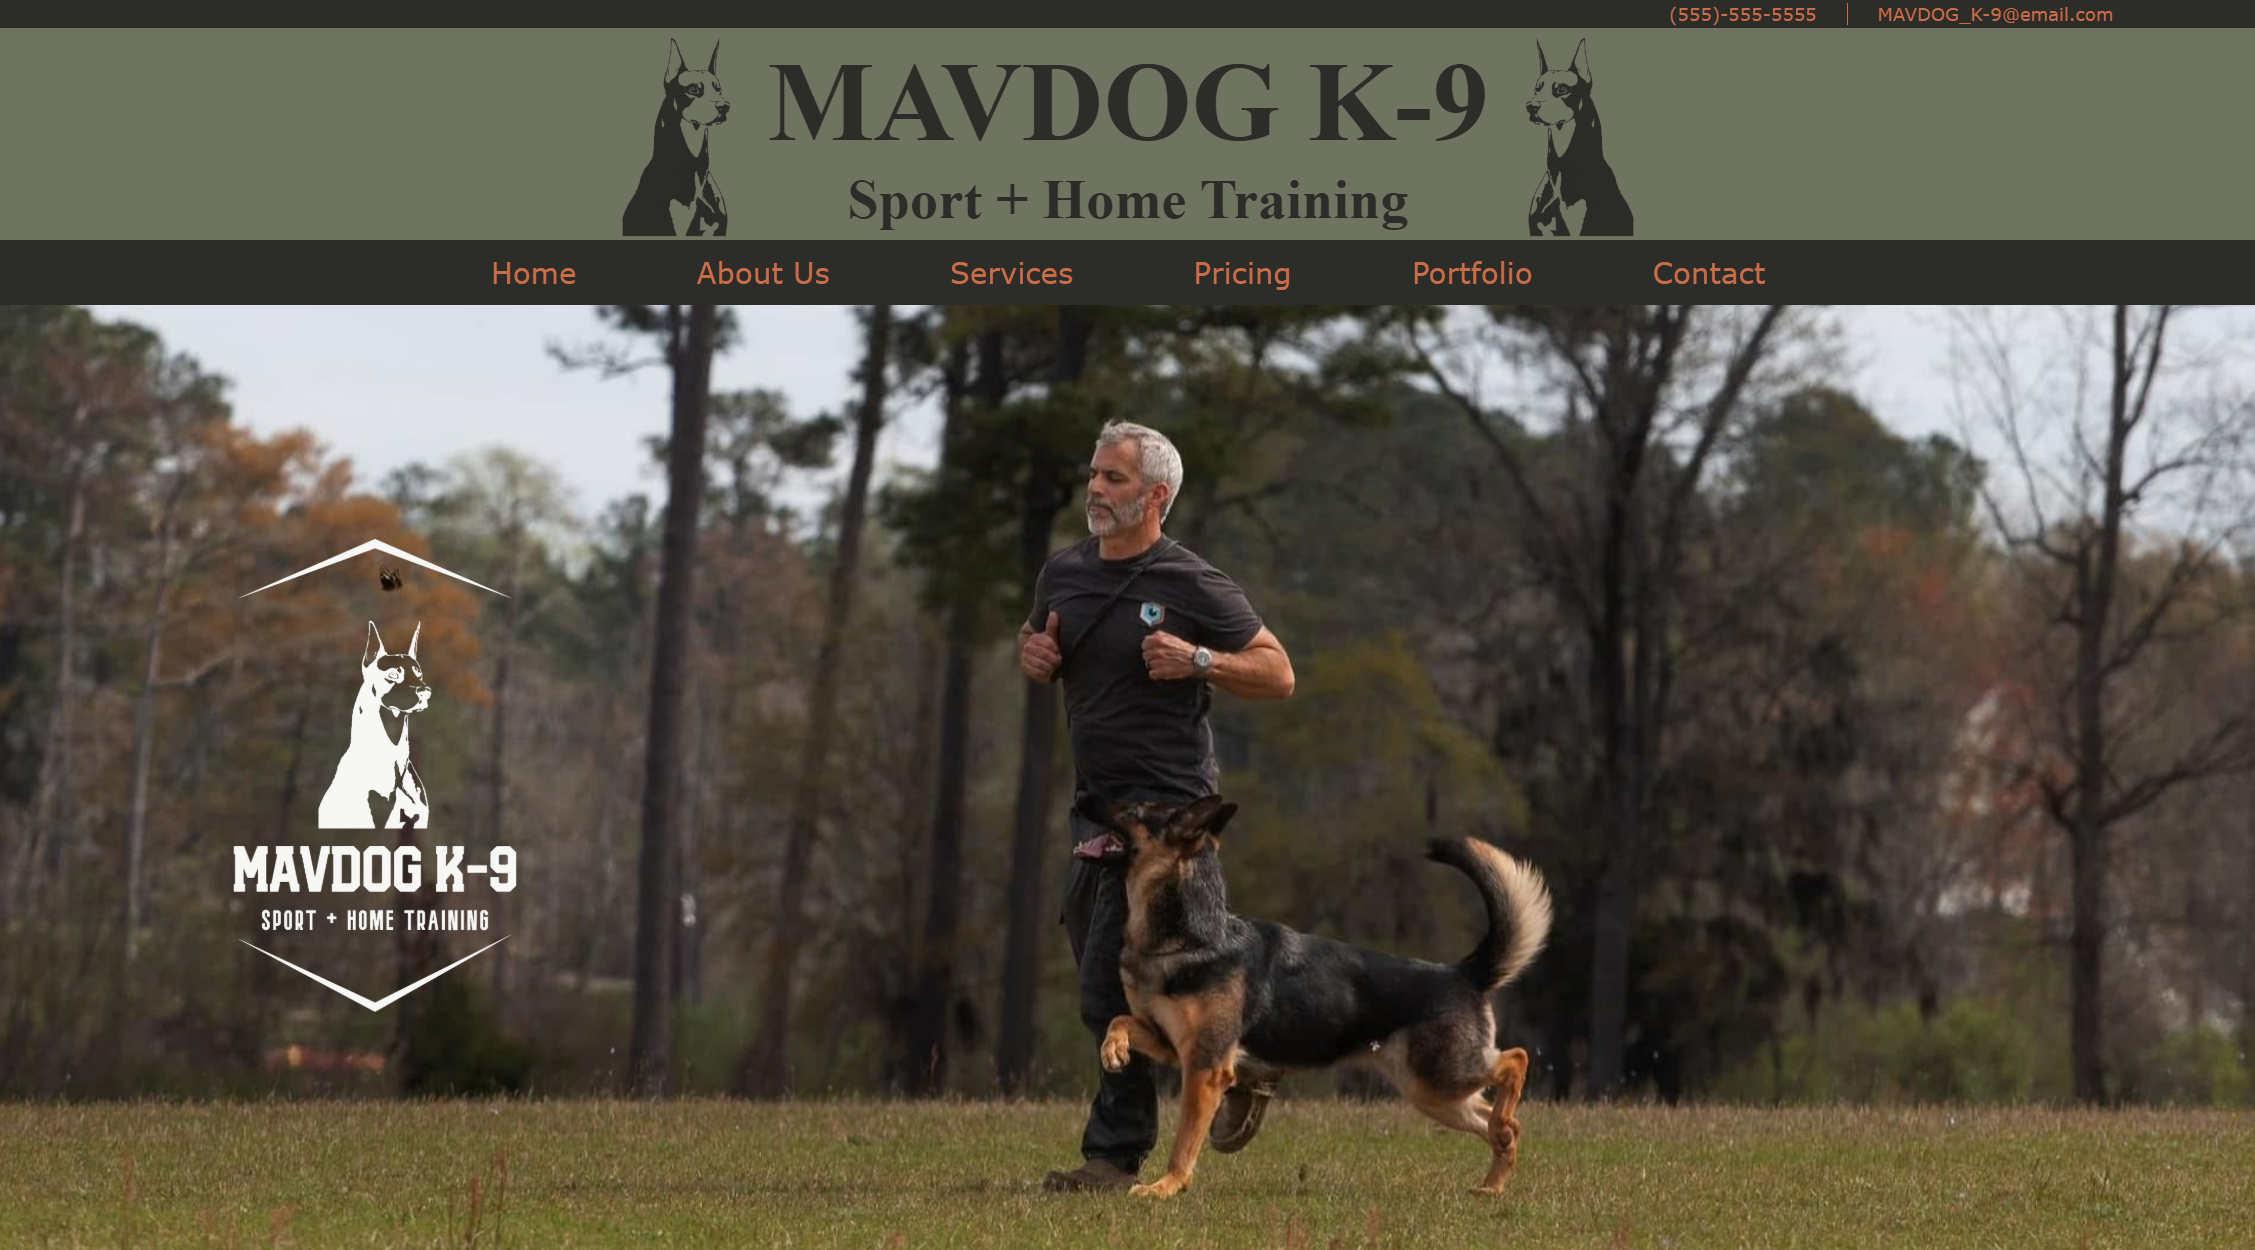 (555)-555-5555 MAVDOG_K-9@email.com
MAVDOG K-9
Sport + Home Training
Home About Us Services Pricing Portfolio Contact
MAVDOG K-9
SPORT + HOME TRAINING